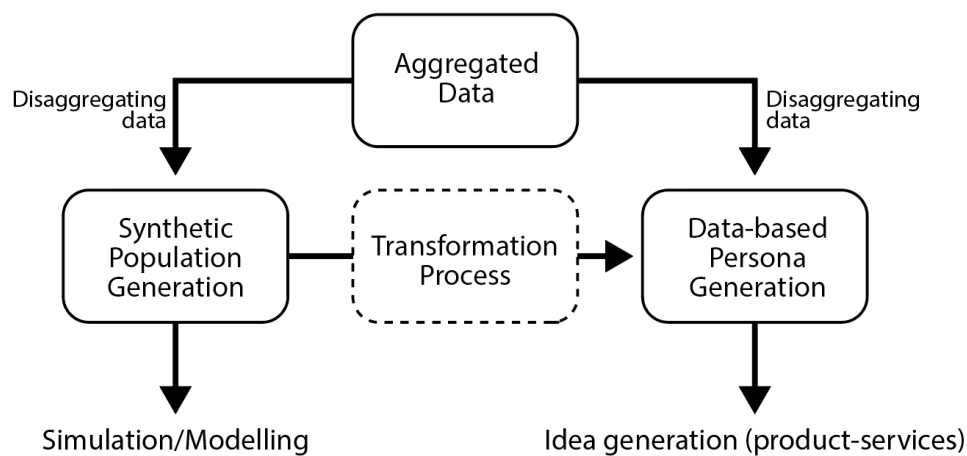 Aggregated
Data
Disaggregating
data
Disaggregating
data
Synthetic
Population
Generation
Transformation
Process
Data-based
Persona
Generation
Simulation/Modelling
Idea generation (product-services)